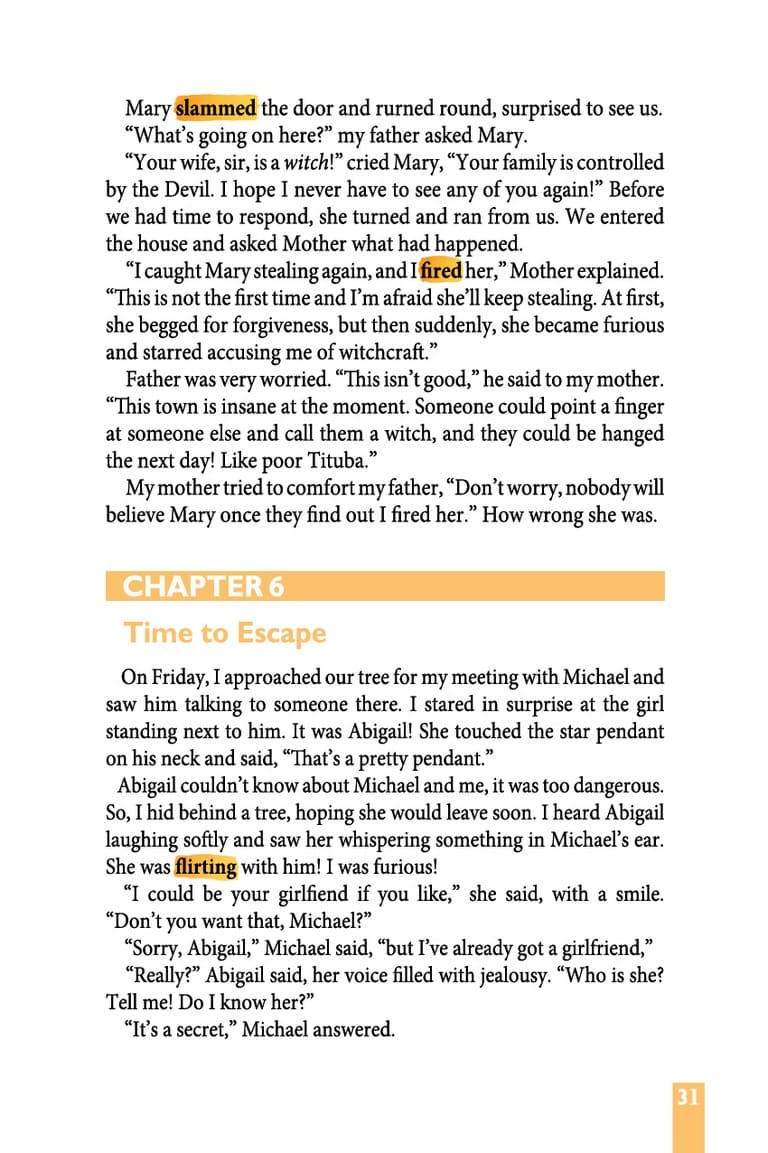 Mary slammed the door and rurned round, surprised to see us.
“What’s going on here?” my father asked Mary.
“Your wife, sir, is a witch!” cried Mary, “Your family is controlled
by the Devil. I hope I never have to see any of you again!” Before
we had time to respond, she turned and ran from us. We entered
the house and asked Mother what had happened.
“I caught Mary stealing again, and I fired her,” Mother explained.
“This is not the first time and I’m afraid she’ll keep stealing. At first,
she begged for forgiveness, but then suddenly, she became furious
and starred accusing me of witchcraft.”
Father was very worried. “This isn’t good,” he said to my mother.
“This town is insane at the moment. Someone could point a finger
at someone else and call them a witch, and they could be hanged
the next day! Like poor Tituba.”
My mother tried to comfort my father, “Don’t worry, nobody will
believe Mary once they find out I fired her.” How wrong she was.
CHAPTER 6
Time to Escape
On Friday, I approached our tree for my meeting with Michael and
saw him talking to someone there. I stared in surprise at the girl
standing next to him. It was Abigail! She touched the star pendant
on his neck and said, “That’s a pretty pendant.”
Abigail couldn’t know about Michael and me, it was too dangerous.
So, I hid behind a tree, hoping she would leave soon. I heard Abigail
laughing softly and saw her whispering something in Michael’s ear.
She was flirting with him! I was furious!
“I could be your girlfiend if you like,” she said, with a smile.
“Don’t you want that, Michael?”
“Sorry, Abigail,” Michael said, “but I’ve already got a girlfriend,”
“Really?” Abigail said, her voice filled with jealousy. “Who is she?
Tell me! Do I know her?”
“It’s a secret,” Michael answered.
31